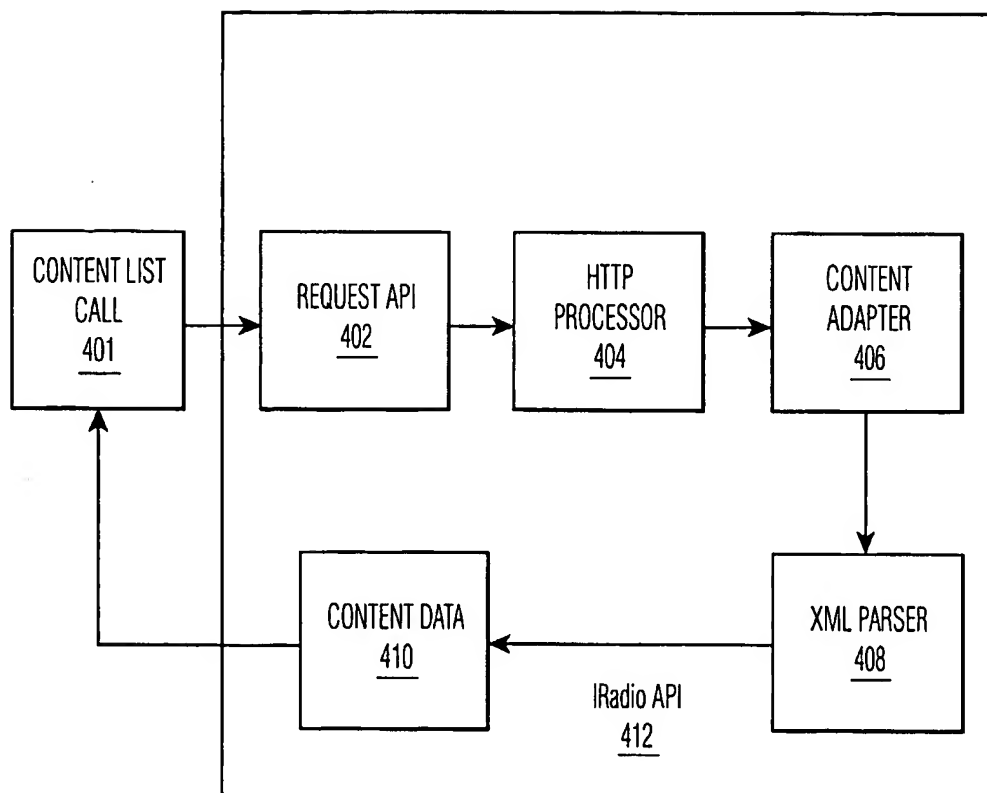 CONTENT LIST
CALL
401
REQUEST API
402
HTTP
PROCESSOR
404
CONTENT
ADAPTER
406
CONTENT DATA
410
XML PARSER
408
IRadio API
412